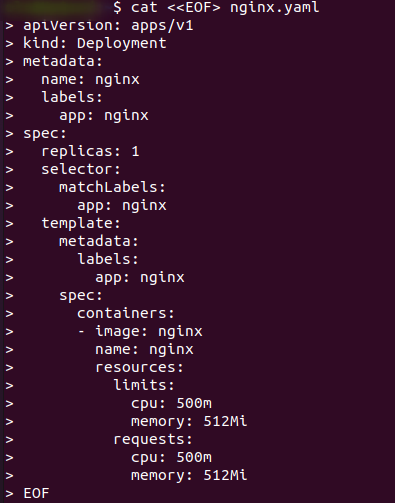 $ cat <<EOF> nginx.yaml
> apiVersion: apps/v1
> kind: Deployment
> metadata:
>   name: nginx
>   labels:
>     app: nginx
> spec:
>   replicas: 1
>   selector:
>     matchLabels:
>       app: nginx
>   template:
>     metadata:
>       labels:
>         app: nginx
>     spec:
>       containers:
>       - image: nginx
>         name: nginx
>         resources:
>           limits:
>             cpu: 500m
>             memory: 512Mi
>           requests:
>             cpu: 500m
>             memory: 512Mi
> EOF